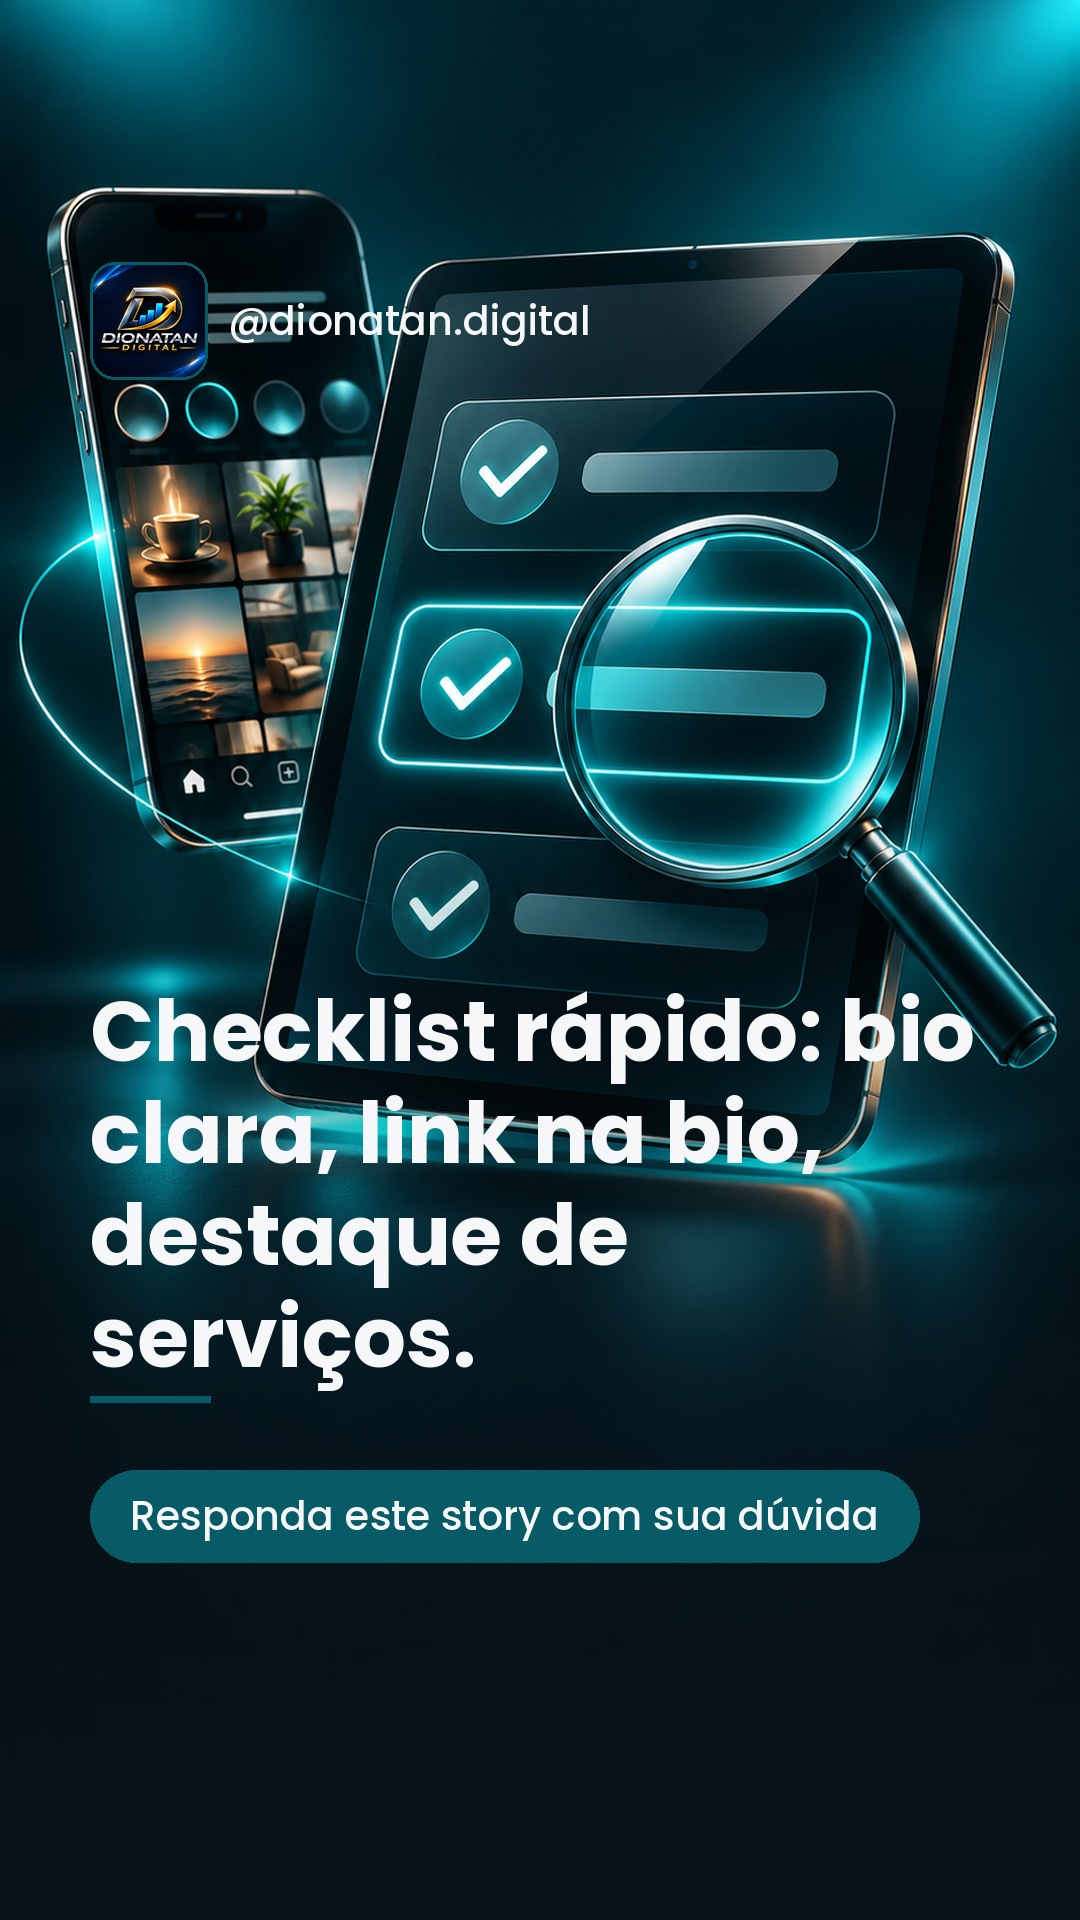 DIONATAN
DIGITAL
@dionatan.digital
Checklist rápido: bio
clara, link na bio,
destaque de
serviços.
Responda este story com sua dúvida